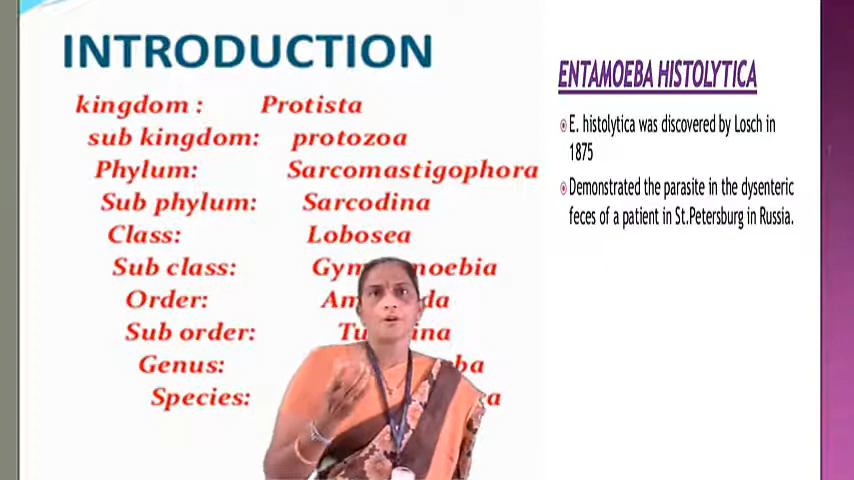 INTRODUCTION
kingdom : Protista
sub kingdom: protozoa
Phylum: Sarcomastigophora
Sub phylum: Sarcodina
Class: Lobosea
Sub class:
Order:
Sub order:
Genus:
Species:
ENTAMOEBA HISTOLYTICA
E. histolytica was discovered by Losch in
1875
Demonstrated the parasite in the dysenteric
feces of a patient in St.Petersburg in Russia.